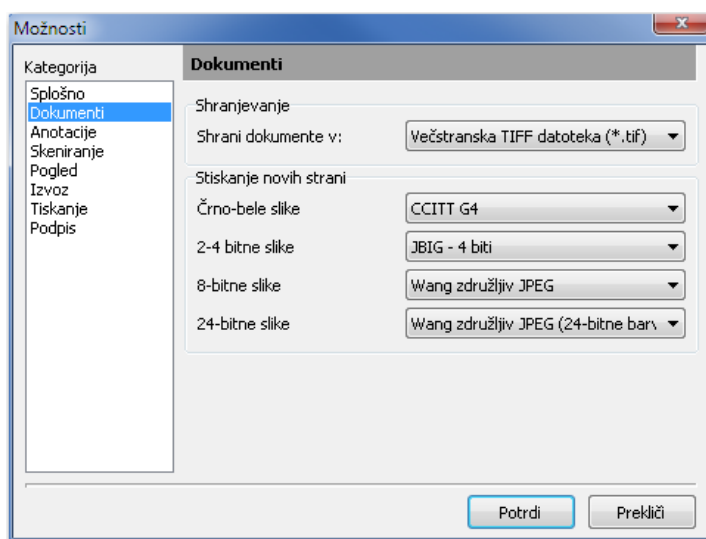 Možnosti
Kategorija
Splošno
Dokumenti
Anotacije
Skeniranje
Pogled
Izvoz
Tiskanje
Podpis
Dokumenti
Shranjevanje
Shrani dokumente v: Večstranska TIFF datoteka (*.tif)
Stiskanje novih strani
Črno-bele slike CCITT G4
2-4 bitne slike JBIG - 4 biti
8-bitne slike Wang združljiv JPEG
24-bitne slike Wang združljiv JPEG (24-bitne barv
Potrdi Prekliči